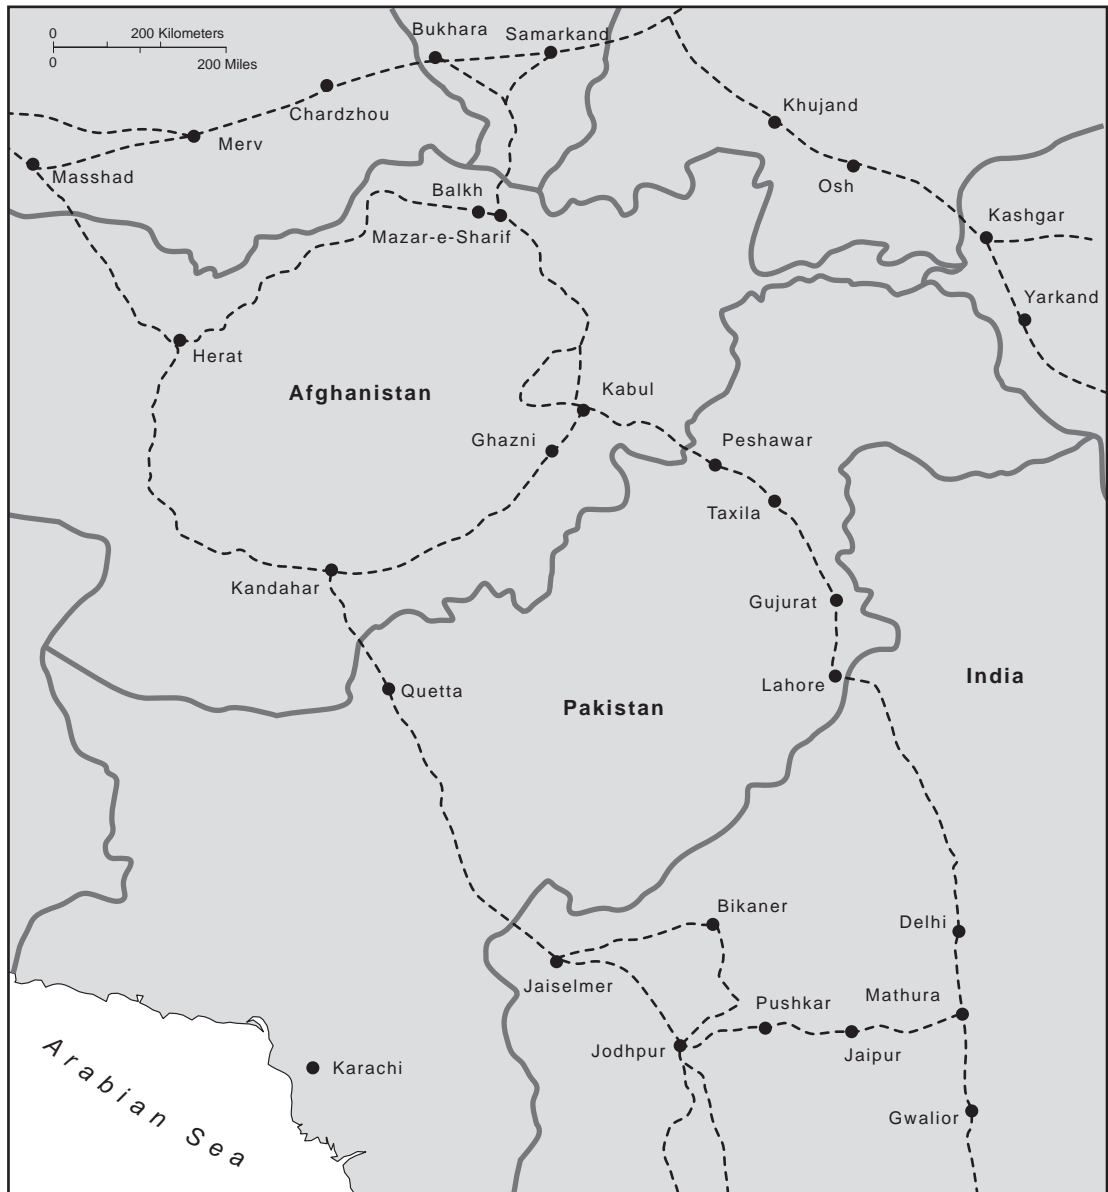 0 200 Kilometers
0 200 Miles
Bukhara
Samarkand
Chardzhou
Khujand
Merv
Masshad
Osh
Balkh
Kashgar
Mazar-e-Sharif
Yarkand
Herat
Afghanistan
Kabul
Ghazni
Peshawar
Taxila
Kandahar
Gujurat
Lahore
India
Quetta
Pakistan
Bikaner
Delhi
Jaiselmer
Mathura
Pushkar
Jodhpur
Jaipur
Karachi
Arabian Sea
Gwalior